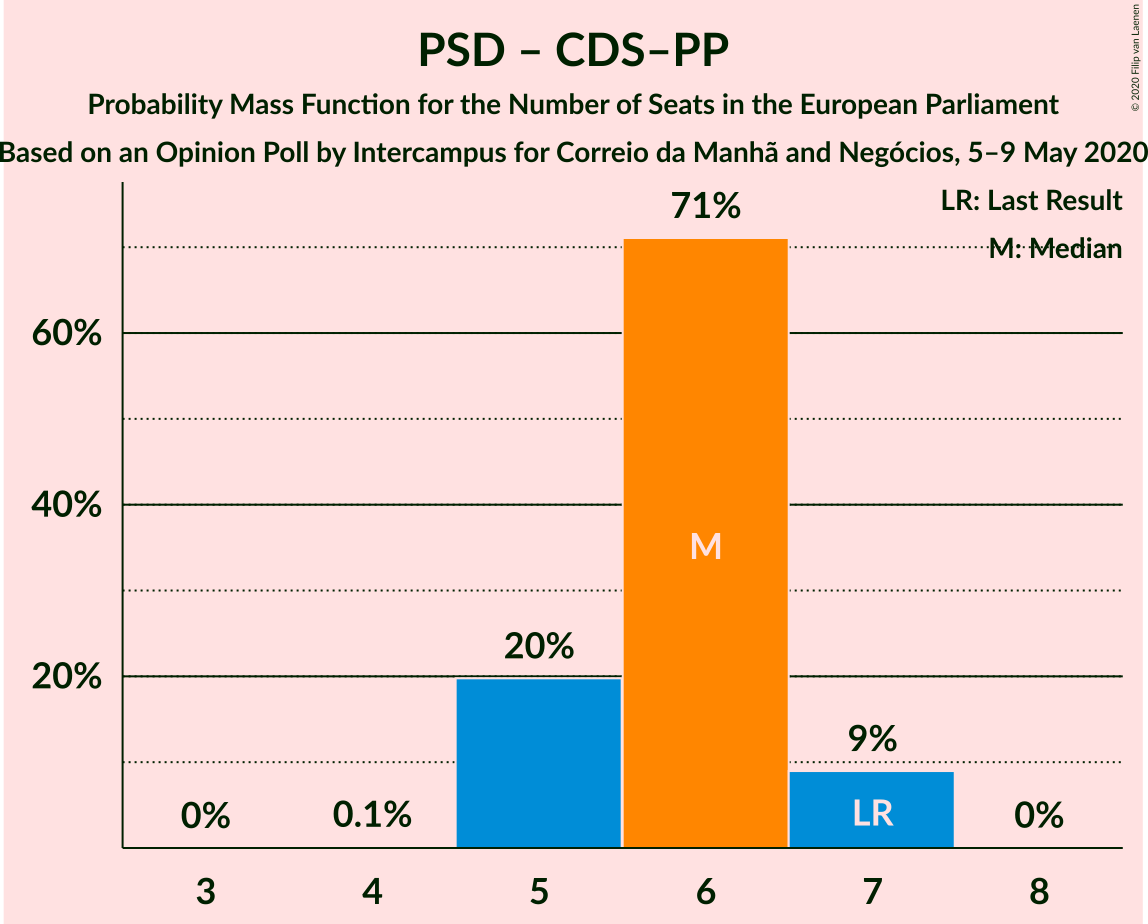 PSD – CDS–PP
Probability Mass Function for the Number of Seats in the European Parliament
Based on an Opinion Poll by Intercampus for Correio da Manhã and Negócios, 5–9 May 2020
© 2020 Filip van Laenen
LR: Last Result
M: Median
71%
60%
40%
M
20%
20%
9%
0%
0.1%
LR
0%
3 4 5 6 7 8